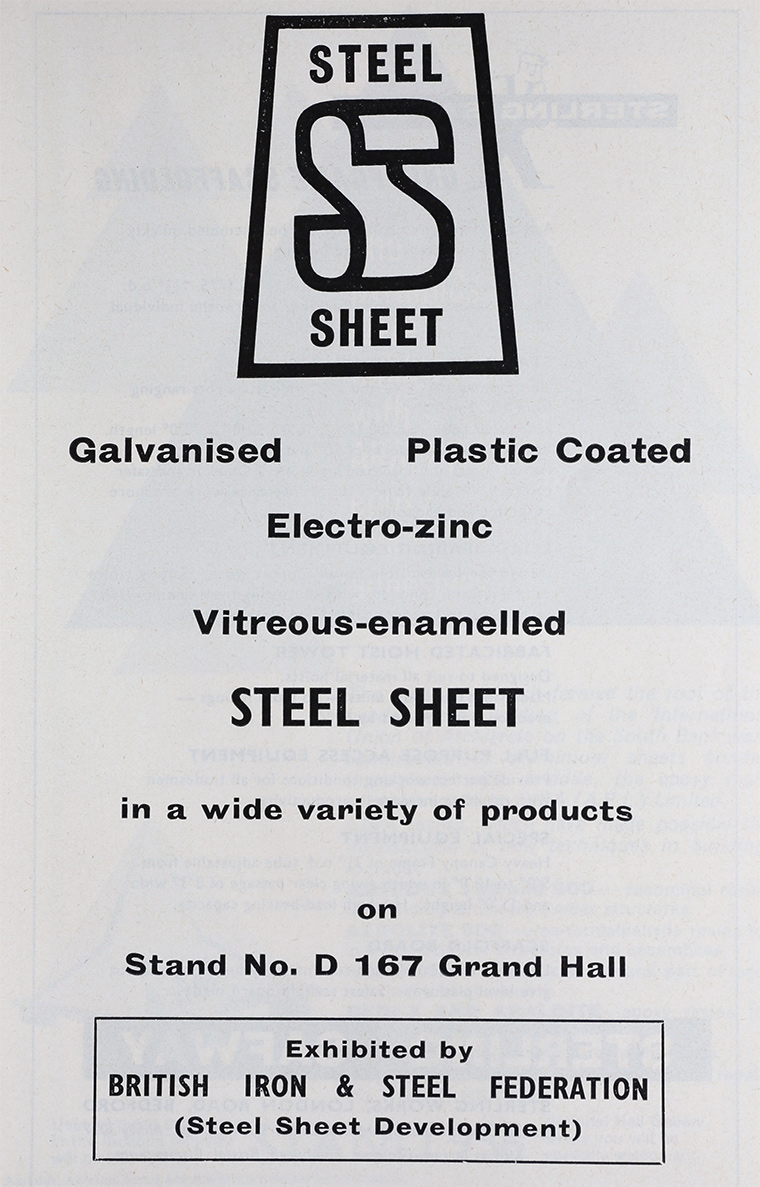 STEEL
S
SHEET
Galvanised Plastic Coated
Electro-zinc
Vitreous-enamelled
STEEL SHEET
in a wide variety of products
on
Stand No. D 167 Grand Hall
Exhibited by
BRITISH IRON & STEEL FEDERATION
(Steel Sheet Development)